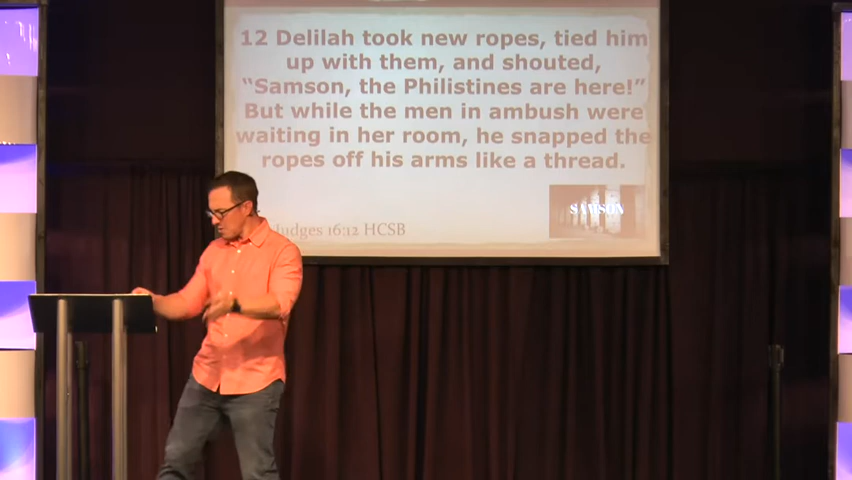 12 Delilah took new ropes, tied him
up with them, and shouted,
“Samson, the Philistines are here!”
But while the men in ambush were
waiting in her room, he snapped the
ropes off his arms like a thread.
SAMSON
Judges 16:12 HCSB